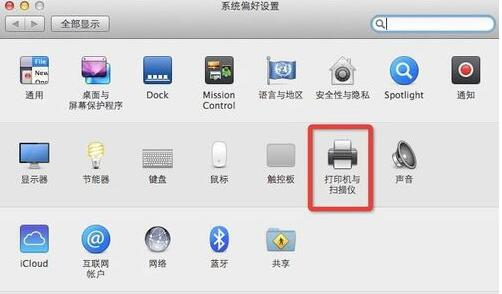 系统偏好设置
全部显示
File
通用
桌面与
屏幕保护程序
Dock
Mission
Control
语言与地区
安全性与隐私
Spotlight
通知
显示器
节能器
键盘
鼠标
触控板
打印机与
扫描仪
声音
iCloud
互联网
帐户
网络
蓝牙
共享